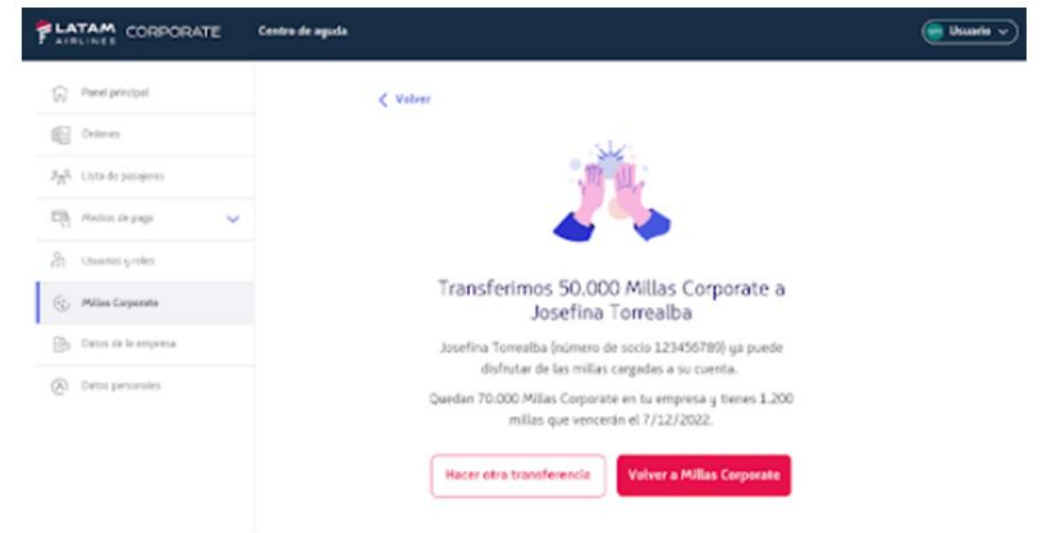 LATAM AIRLINES CORPORATE
Centro de ayuda
Usuario
Panel principal
Órdenes
Lista de pasajeros
Medios de pago
Usuarios y roles
Millas Corporate
Datos de la empresa
Datos personales
Volver
Transferimos 50.000 Millas Corporate a
Josefina Torrealba
Josefina Torrealba (número de socio 123456789) ya puede
disfrutar de las millas cargadas a su cuenta.
Quedan 70.000 Millas Corporate en tu empresa y tienes 1.200
millas que vencerán el 7/12/2022.
Hacer otra transferencia
Volver a Millas Corporate